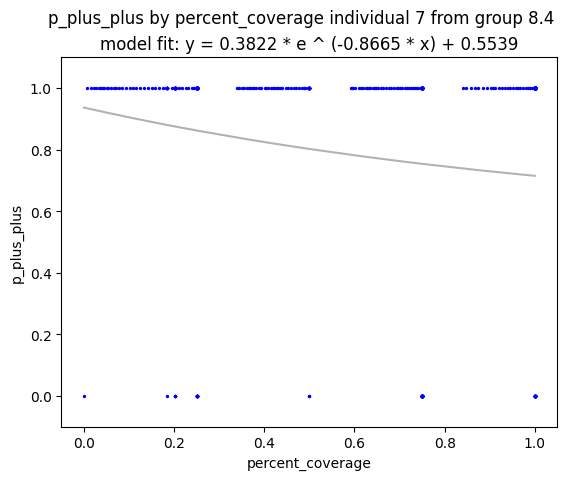 p_plus_plus by percent_coverage individual 7 from group 8.4
model fit: y = 0.3822 * e ^ (-0.8665 * x) + 0.5539
p_plus_plus
1.0
0.8
0.6
0.4
0.2
0.0
0.0 0.2 0.4 0.6 0.8 1.0
percent_coverage